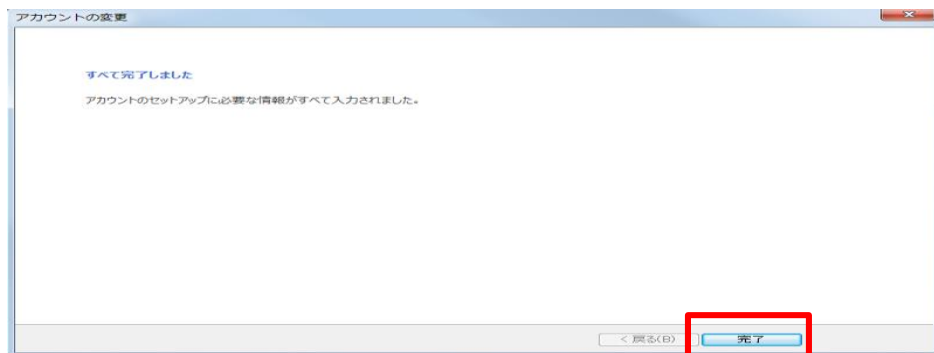 アカウントの変更
すべて完了しました
アカウントのセットアップに必要な情報がすべて入力されました。
< 戻る(B)
完了